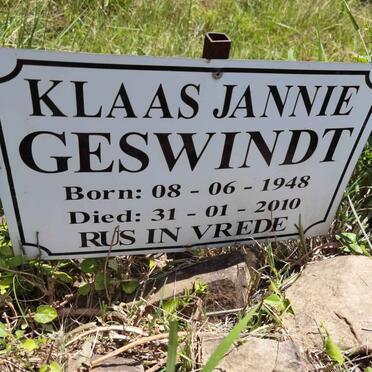 KLAAS JANNIE
GESWINDT
Born: 08 - 06 - 1948
Died: 31 - 01 - 2010
RUS IN VREDE